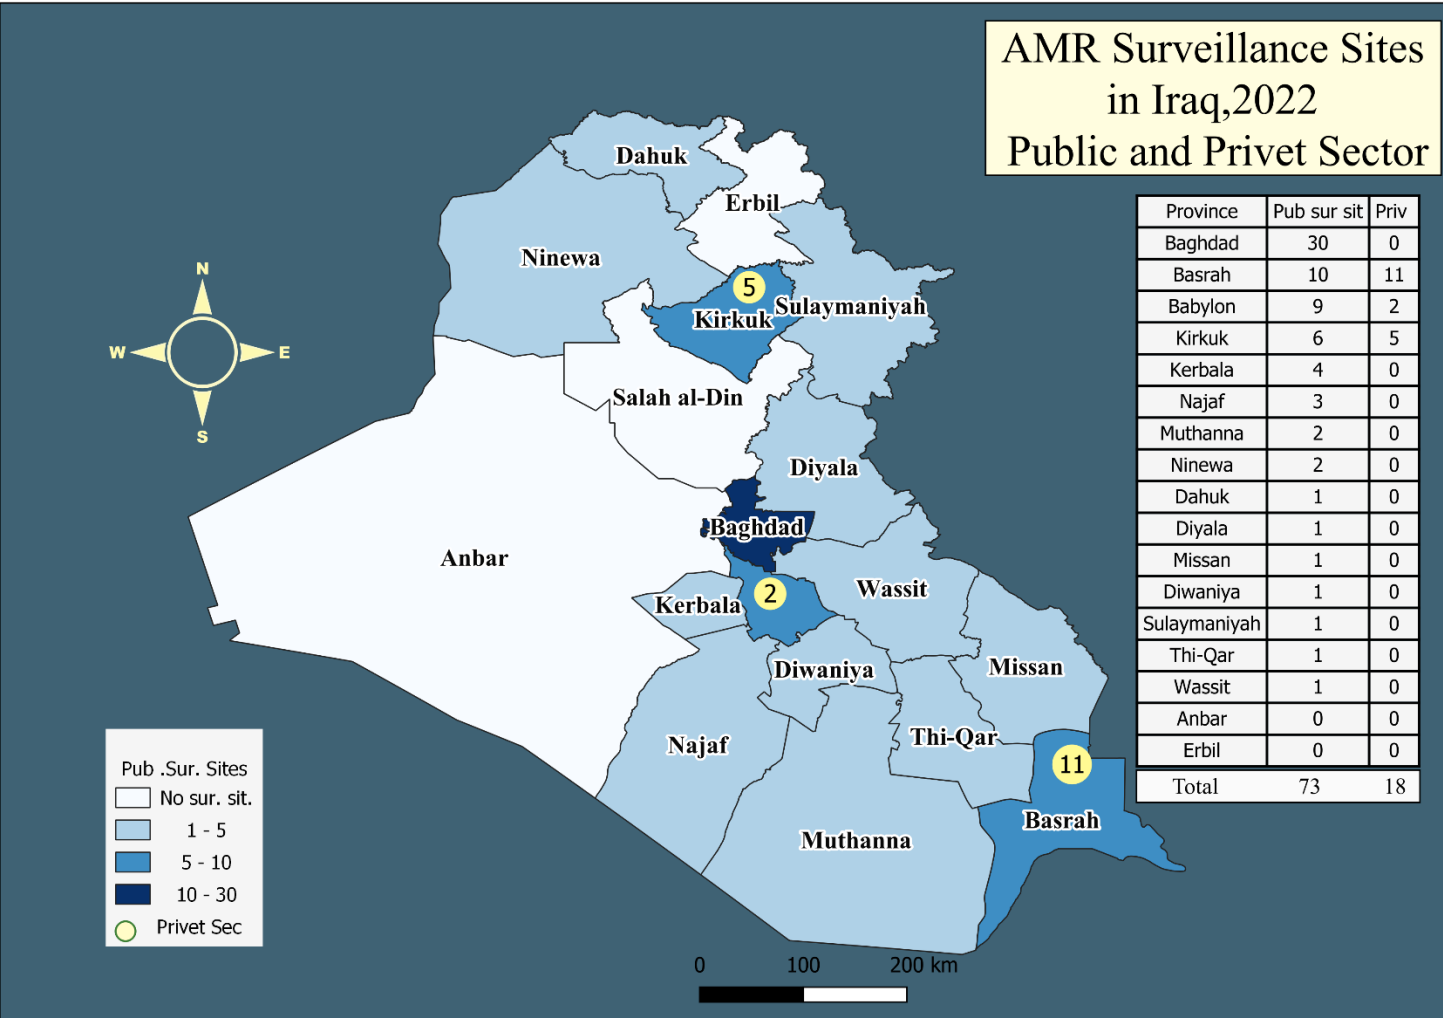 AMR Surveillance Sites
in Iraq,2022
Public and Privet Sector
Province Pub sur sit Priv
Baghdad 30 0
Basrah 10 11
Babylon 9 2
Kirkuk 6 5
Kerbala 4 0
Najaf 3 0
Muthanna 2 0
Ninewa 2 0
Dahuk 1 0
Diyala 1 0
Missan 1 0
Diwaniya 1 0
Sulaymaniyah 1 0
Thi-Qar 1 0
Wassit 1 0
Anbar 0 0
Erbil 0 0
Total 73 18
Dahuk
Erbil
Ninewa
5
Sulaymaniyah
Kirkuk
Salah al-Din
Diyala
Baghdad
Anbar
Wassit
2
Kerbala
Missan
Diwaniya
Thi-Qar
Najaf
11
Basrah
Muthanna
N
W
E
S
Pub .Sur. Sites
No sur. sit.
1 - 5
5 - 10
10 - 30
Privet Sec
0 100 200 km